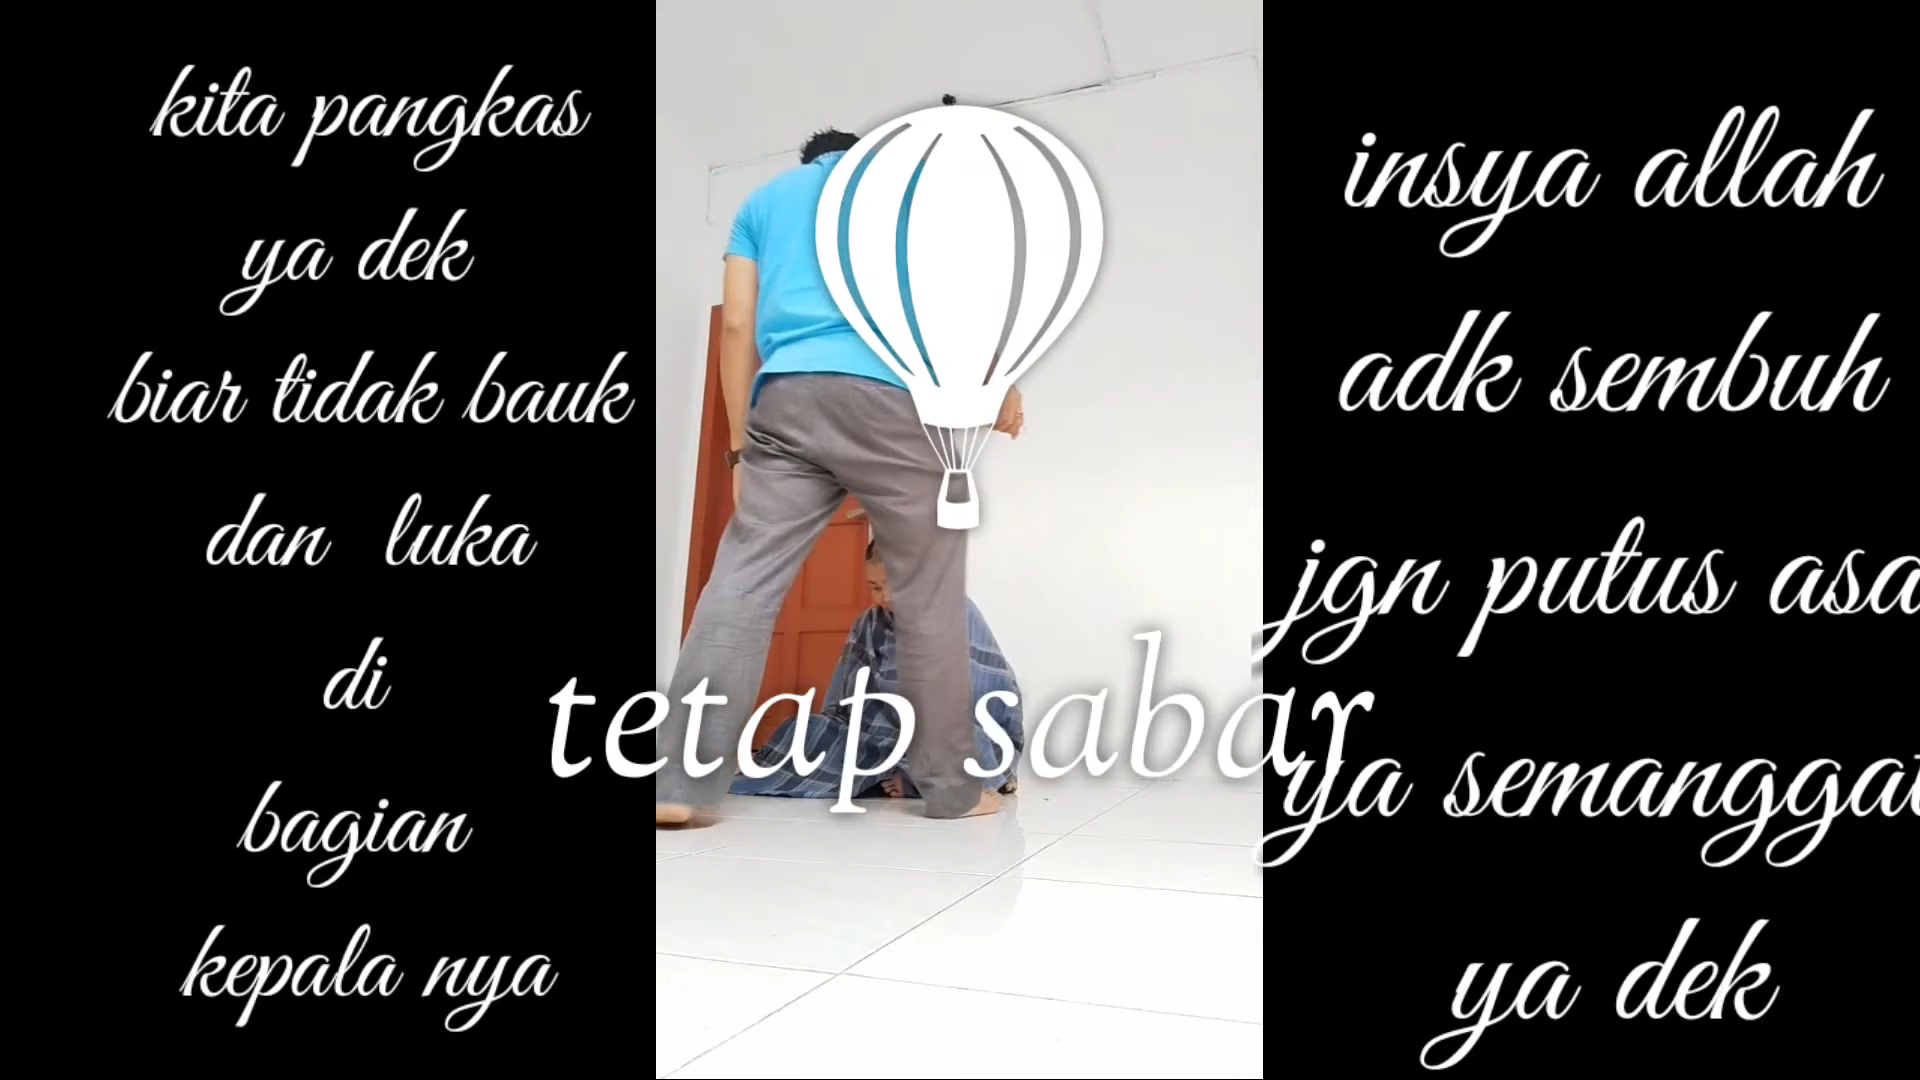 kita pangkas
ya dek
biar tidak bauk
dan luka
di
bagian
kepala nya
tetap sabar
insya allah
adk sembuh
jgn putus asa
ya semanggat
ya dek